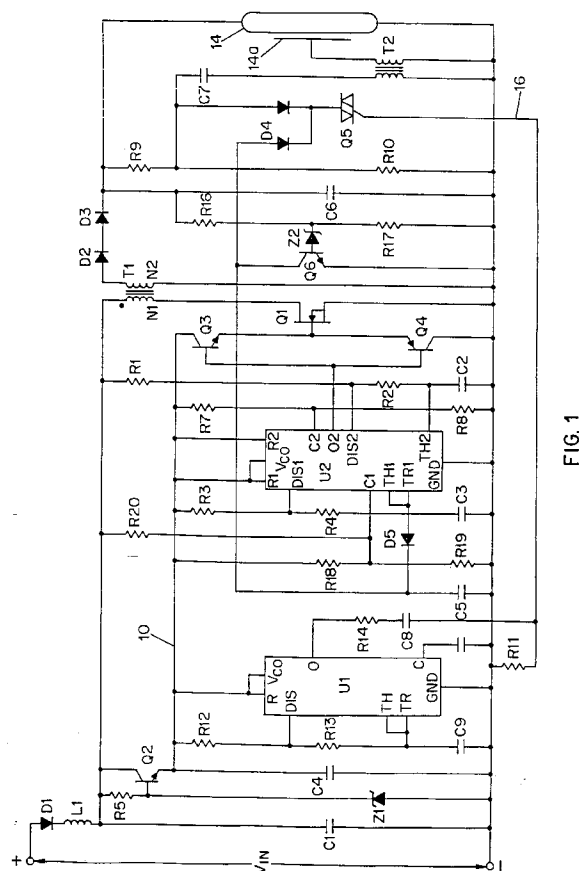 +
D1
L1
VIN
C1
R5
Q2
C4
Z1
R12
DIS
R13
TH
TR
C9
R
VCO
U1
GND
O
C
R14
C8
R11
10
R20
R18
C5
D5
R19
R3
R4
C3
R1
VCO
R2
DIS1
U2
C1
TH1
TR1
GND
C2
O2
DIS2
TH2
R7
R8
R1
R2
C2
Q3
Q4
Q1
N1
T1
N2
D2
D3
R16
Z2
Q6
R17
C6
R9
R10
D4
Q5
C7
T2
14
14a
16
FIG. 1